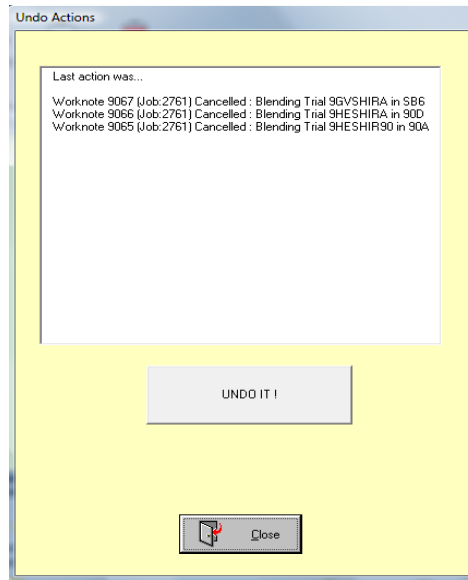 Undo Actions
Last action was...
Worknote 9067 (Job:2761) Cancelled : Blending Trial 9GVSHIRA in SB6
Worknote 9066 (Job:2761) Cancelled : Blending Trial 9HESHIRA in 90D
Worknote 9065 (Job:2761) Cancelled : Blending Trial 9HESHIR90 in 90A
UNDO IT !
Close